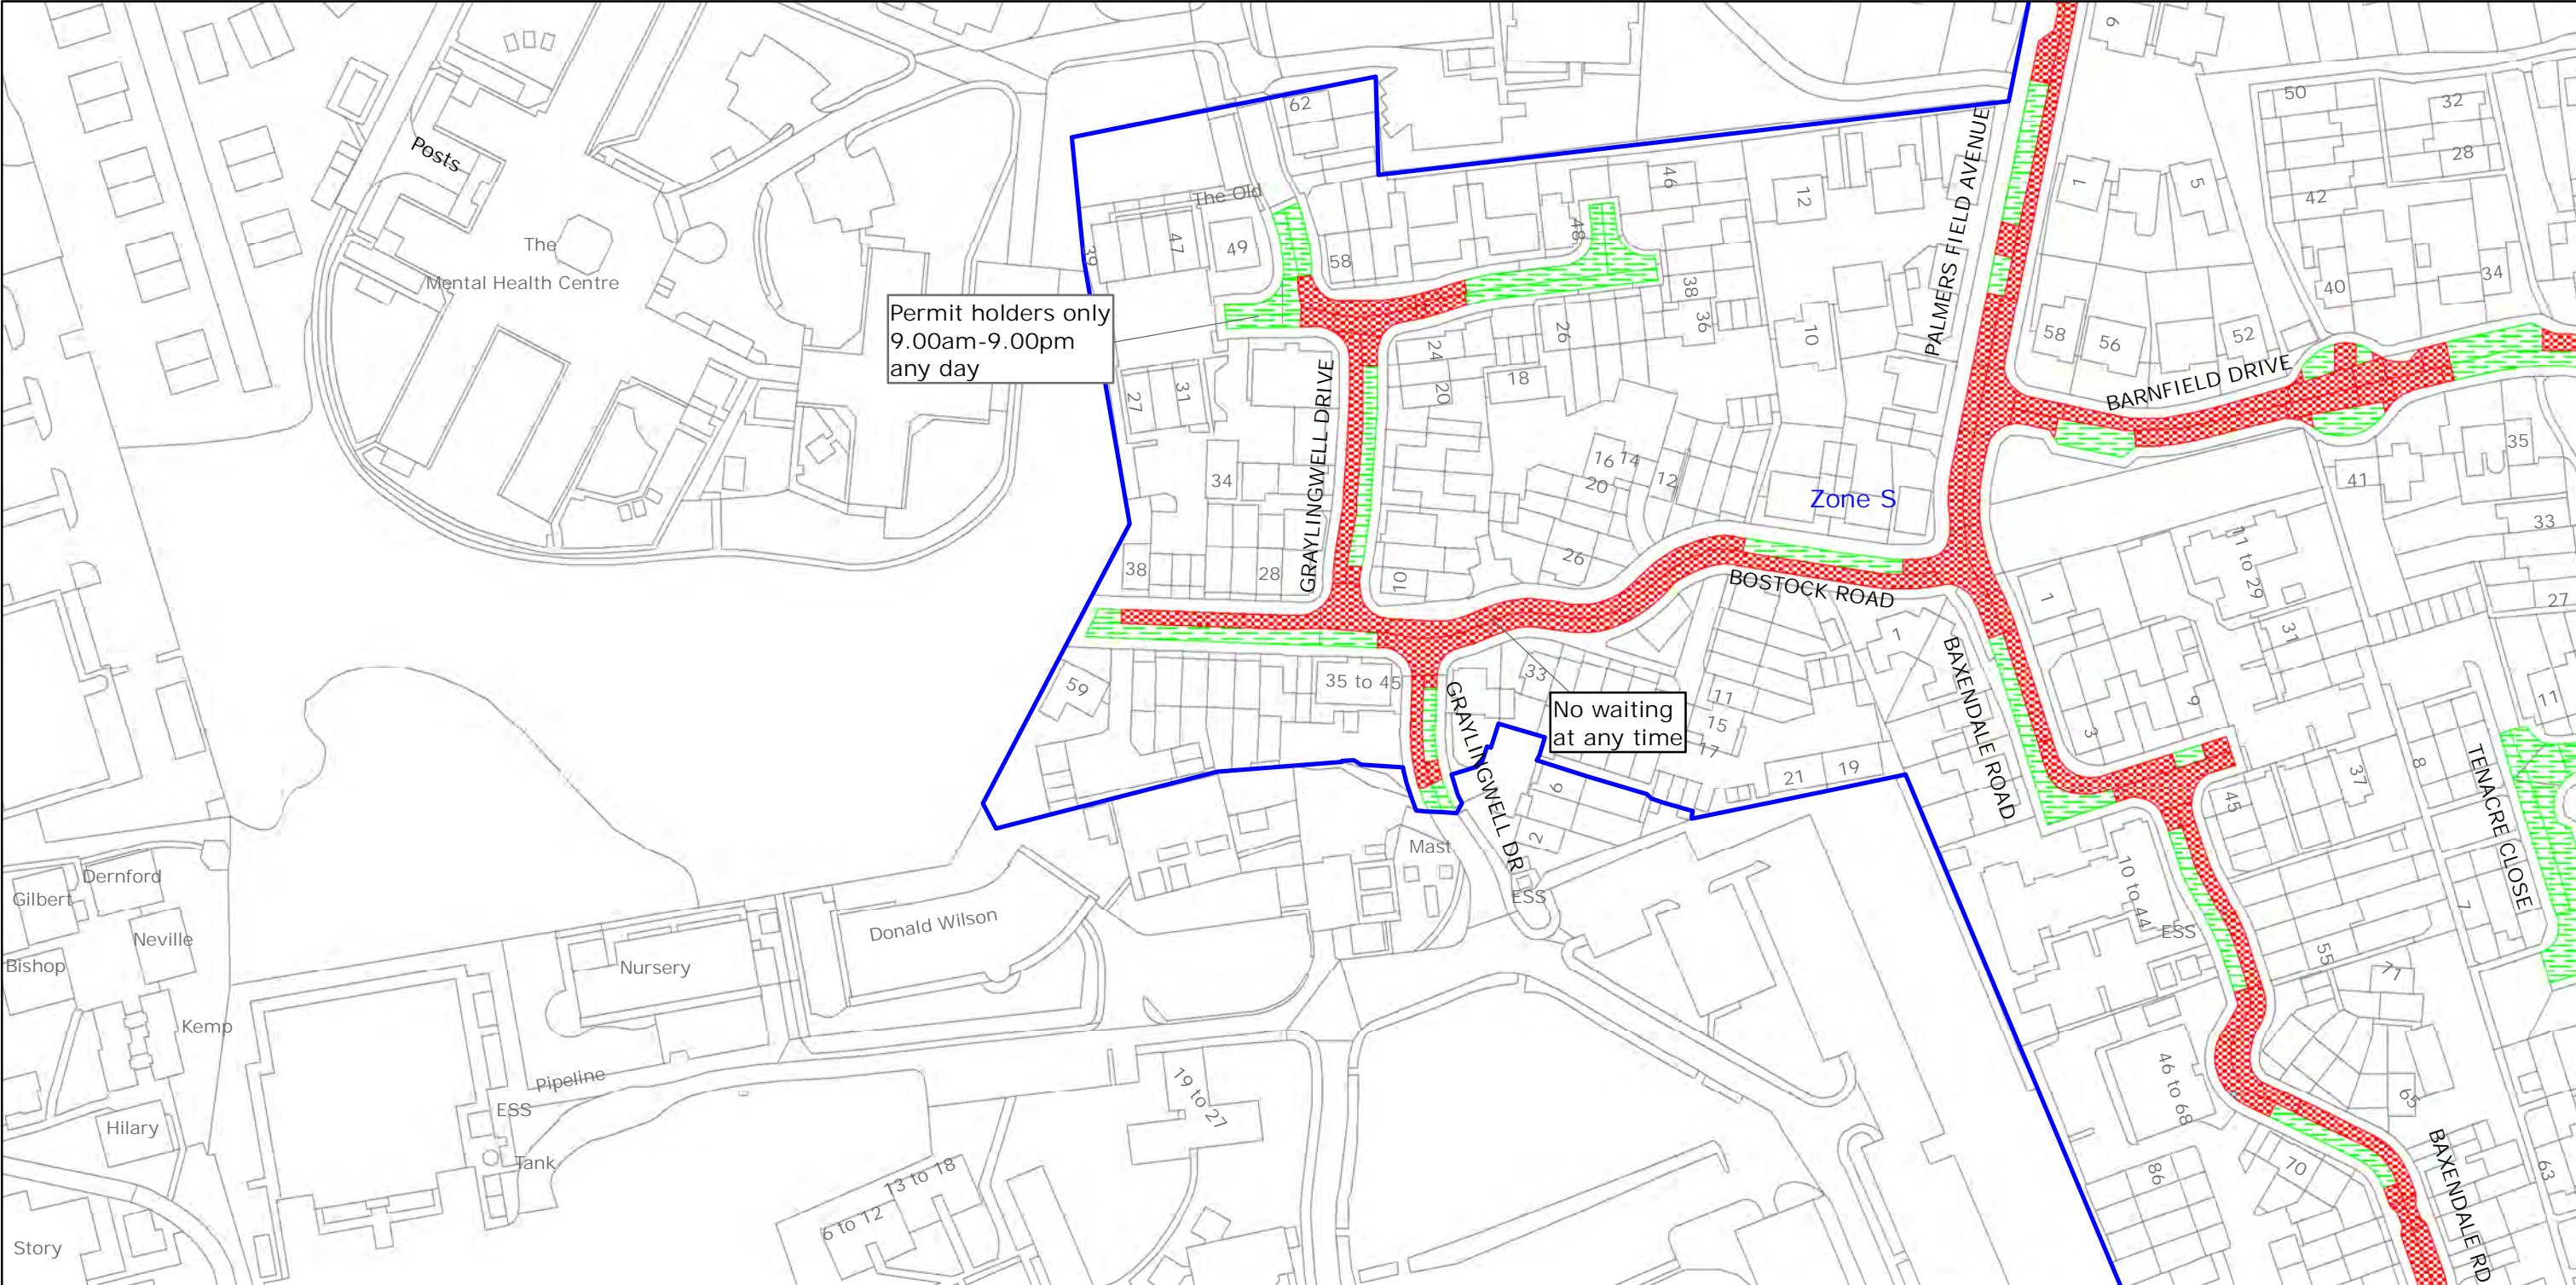 6
62
50
32
28
Posts
The Old
46
12
1
5
42
PALMERS FIELD AVENUE
The
Mental Health Centre
39
47
49
58
48
38
36
40
34
Permit holders only
9.00am-9.00pm
any day
26
10
58
56
52
BARNFIELD DRIVE
24
20
18
27
31
GRAYLINGWELL DRIVE
34
16
14
12
20
Zone S
41
35
33
38
28
10
26
BOSTOCK ROAD
1
11 to 29
27
31
1
BAXENDALE ROAD
59
35 to 45
33
GRAYLINGWELL DR
No waiting
at any time
11
15
17
21
19
3
9
37
8
11
TENACRE CLOSE
45
6
2
Mast
ESS
10 to 44
ESS
7
55
71
Gilbert
Dernford
Neville
Bishop
Kemp
Donald Wilson
Nursery
Pipeline
ESS
Hilary
Tank
Story
19 to 27
13 to 18
6 to 12
46 to 68
65
86
70
63
BAXENDALE RD